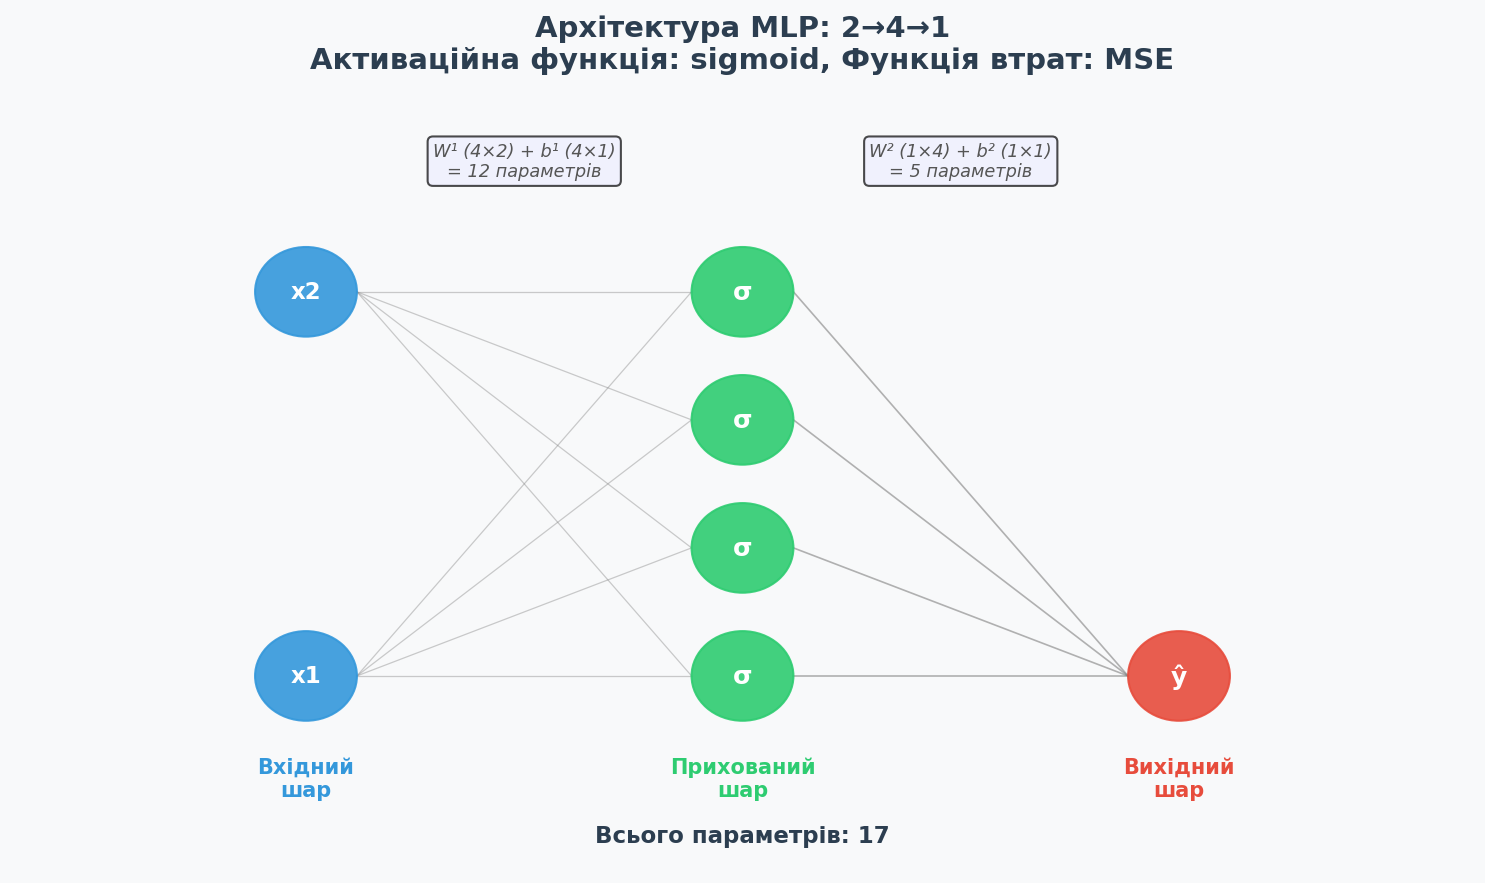 Архітектура MLP: 2→4→1
Активаційна функція: sigmoid, Функція втрат: MSE
W¹ (4×2) + b¹ (4×1)
= 12 параметрів
W² (1×4) + b² (1×1)
= 5 параметрів
x2
σ
σ
σ
x1
σ
ŷ
Вхідний
шар
Прихований
шар
Вихідний
шар
Всього параметрів: 17